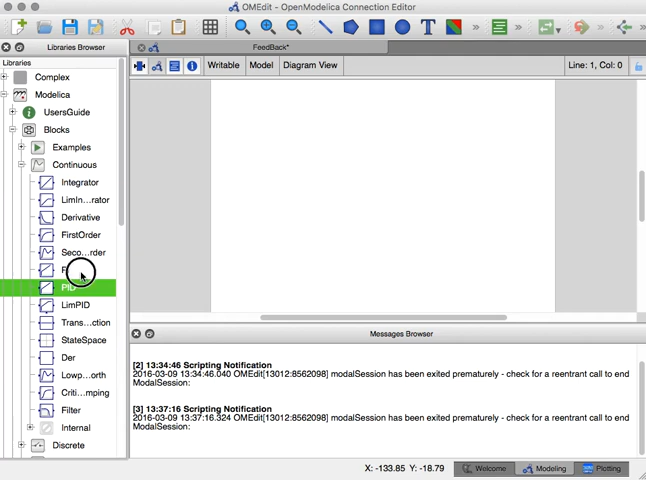 OMEdit - OpenModelica Connection Editor
Libraries Browser
FeedBack*
Writable
Model
Diagram View
Line: 1, Col: 0
Libraries
Complex
Modelica
UsersGuide
Blocks
Examples
Continuous
Integrator
LimIn...rator
Derivative
FirstOrder
Seco...rder
PID
LimPID
Trans...ction
StateSpace
Der
Lowp...orth
Criti...mping
Filter
Internal
Discrete
Messages Browser
[2] 13:34:46 Scripting Notification
2016-03-09 13:34:46.040 OMEdit[13012:8562098] modalSession has been exited prematurely - check for a reentrant call to end
ModalSession:
[3] 13:37:16 Scripting Notification
2016-03-09 13:37:16.324 OMEdit[13012:8562098] modalSession has been exited prematurely - check for a reentrant call to end
ModalSession:
X: -133.85 Y: -18.79
Welcome
Modeling
Plotting